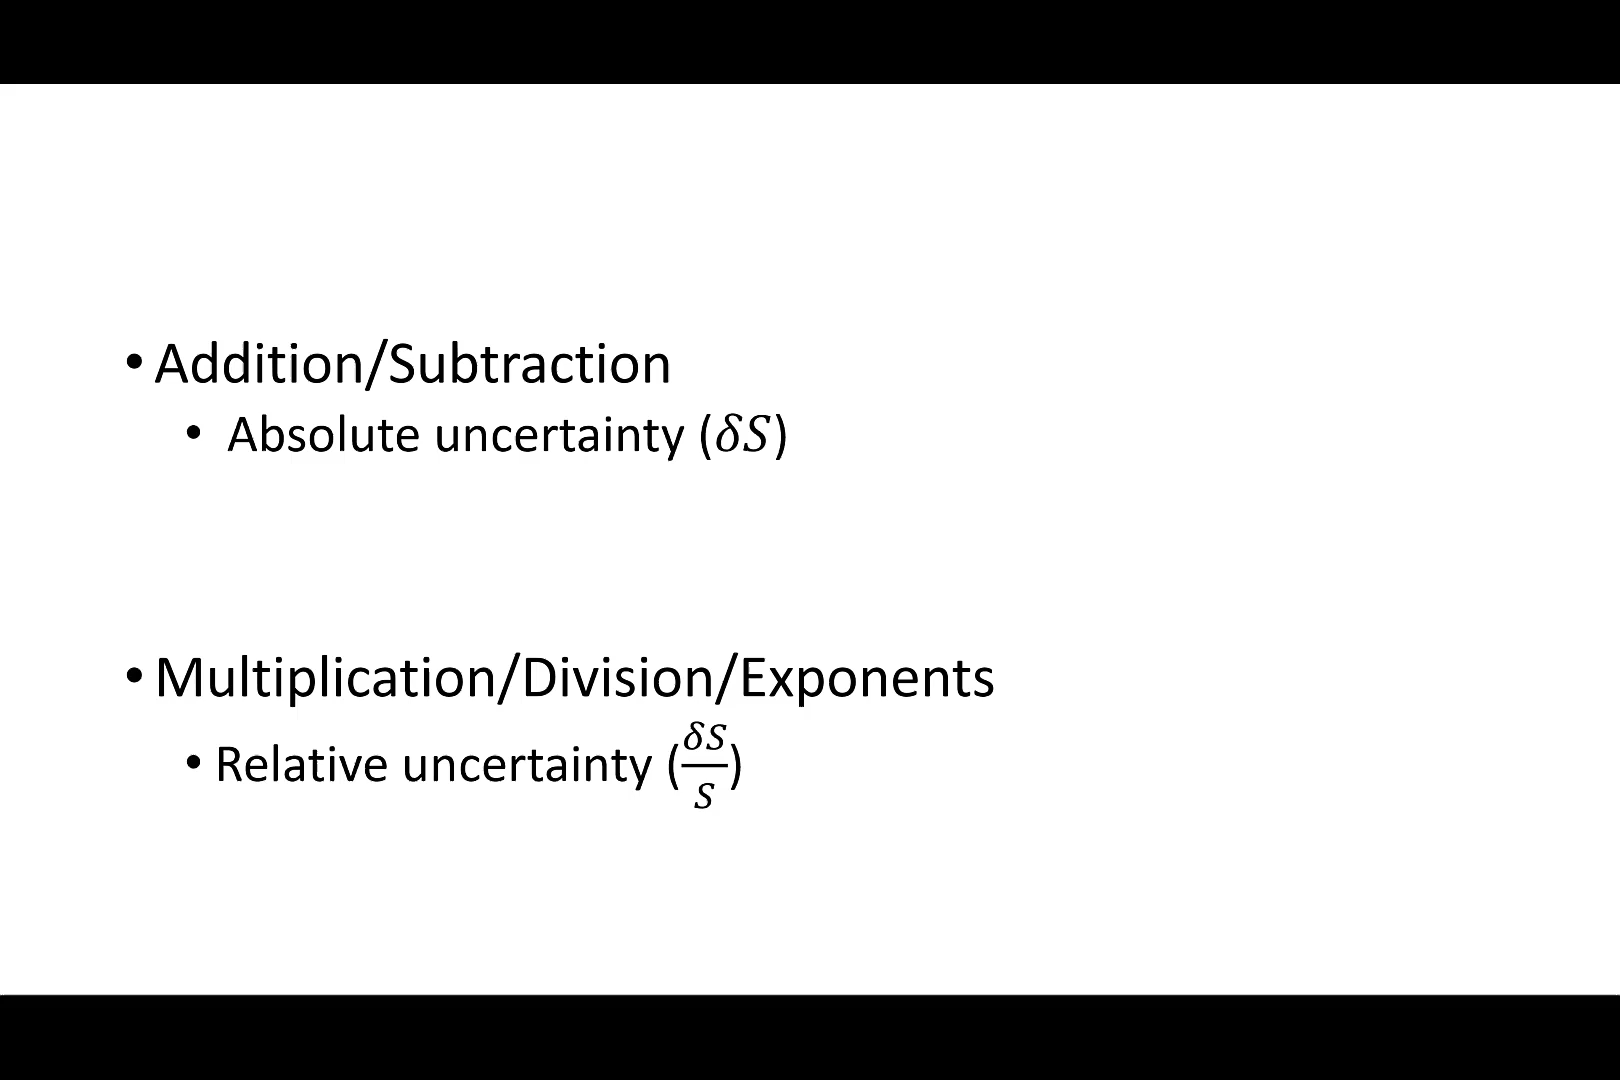 • Addition/Subtraction
• Absolute uncertainty (𝛿𝑆)
• Multiplication/Division/Exponents
• Relative uncertainty (𝛿𝑆/𝑆)